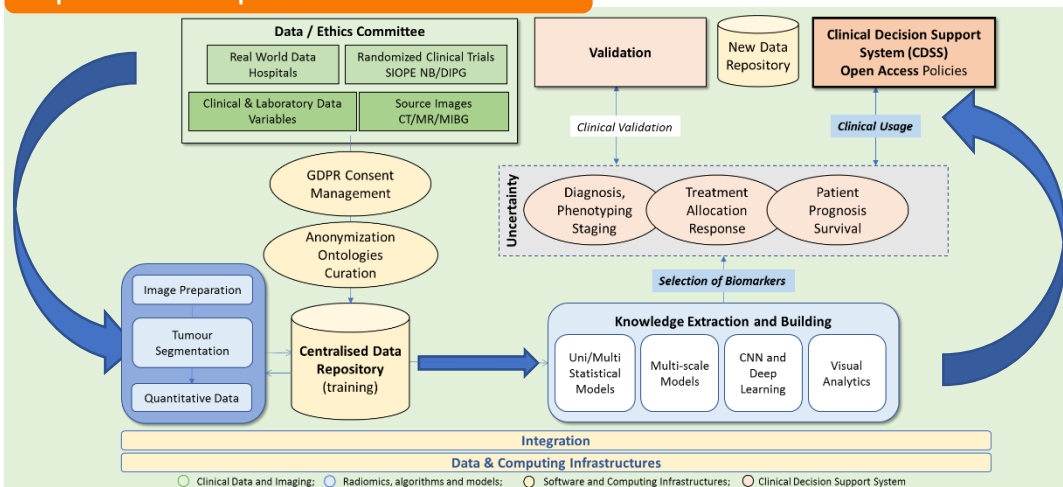 Data / Ethics Committee
Real World Data
Hospitals
Randomized Clinical Trials
SIOPE NB/DIPG
Clinical & Laboratory Data
Variables
Source Images
CT/MR/MIBG
Validation
New Data
Repository
Clinical Decision Support
System (CDSS)
Open Access Policies
Clinical Validation
Clinical Usage
GDPR Consent
Management
Anonymization
Ontologies
Curation
Uncertainty
Diagnosis,
Phenotyping
Staging
Treatment
Allocation
Response
Patient
Prognosis
Survival
Selection of Biomarkers
Image Preparation
Tumour
Segmentation
Quantitative Data
Centralised Data
Repository
(training)
Knowledge Extraction and Building
Uni/Multi
Statistical
Models
Multi-scale
Models
CNN and
Deep
Learning
Visual
Analytics
Integration
Data & Computing Infrastructures
Clinical Data and Imaging; Radiomics, algorithms and models; Software and Computing Infrastructures; Clinical Decision Support System